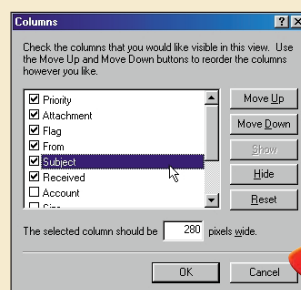 Columns
Check the columns that you would like visible in this view. Use
the Move Up and Move Down buttons to reorder the columns
however you like.
Priority
Attachment
Flag
From
Subject
Received
Account
Move Up
Move Down
Show
Hide
Reset
The selected column should be 280 pixels wide.
OK
Cancel